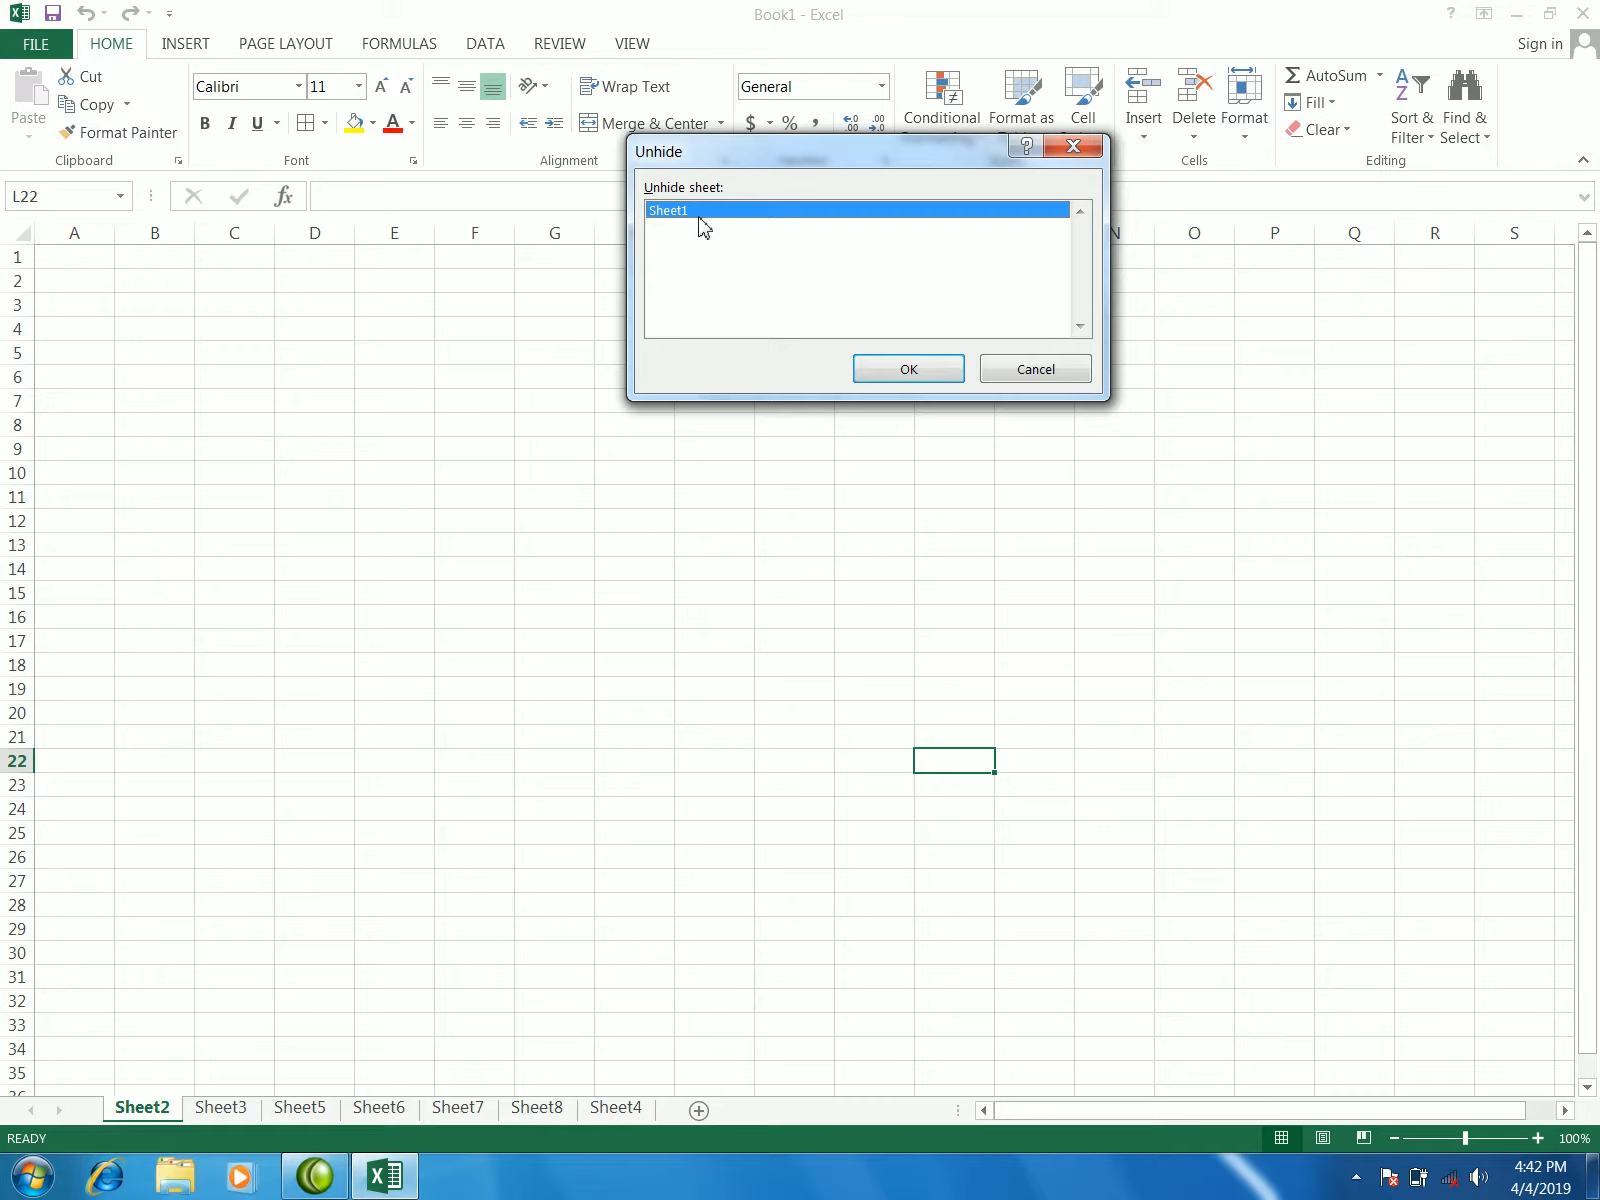 Book1 - Excel
FILE HOME INSERT PAGE LAYOUT FORMULAS DATA REVIEW VIEW Sign in
Paste
Cut
Copy
Format Painter
Clipboard
Calibri 11
B I U A
Font
Wrap Text
Merge & Center
Alignment
General
$ %
Conditional Format as Cell
Insert Delete Format
Cells
AutoSum
Fill
Clear
Sort & Find &
Filter Select
Editing
Unhide
Unhide sheet:
Sheet1
OK Cancel
L22 fx
A B C D E F G N O P Q R S
1
2
3
4
5
6
7
8
9
10
11
12
13
14
15
16
17
18
19
20
21
22
23
24
25
26
27
28
29
30
31
32
33
34
35
Sheet2 Sheet3 Sheet5 Sheet6 Sheet7 Sheet8 Sheet4
READY 100%
4:42 PM
4/4/2019